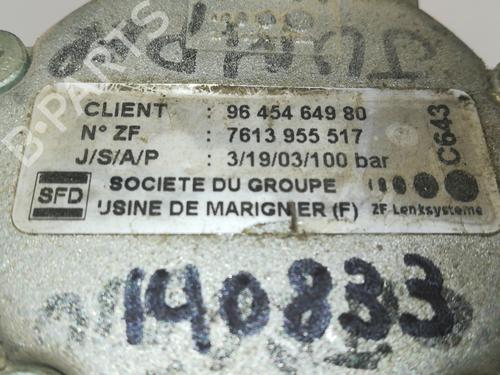 CLIENT : 96 454 649 80
N° ZF : 7613 955 517
J/S/A/P : 3/19/03/100 bar
C643
SFD
SOCIETE DU GROUPE
USINE DE MARIGNIER (F)
ZF Lenksysteme
140833
B-PARTS